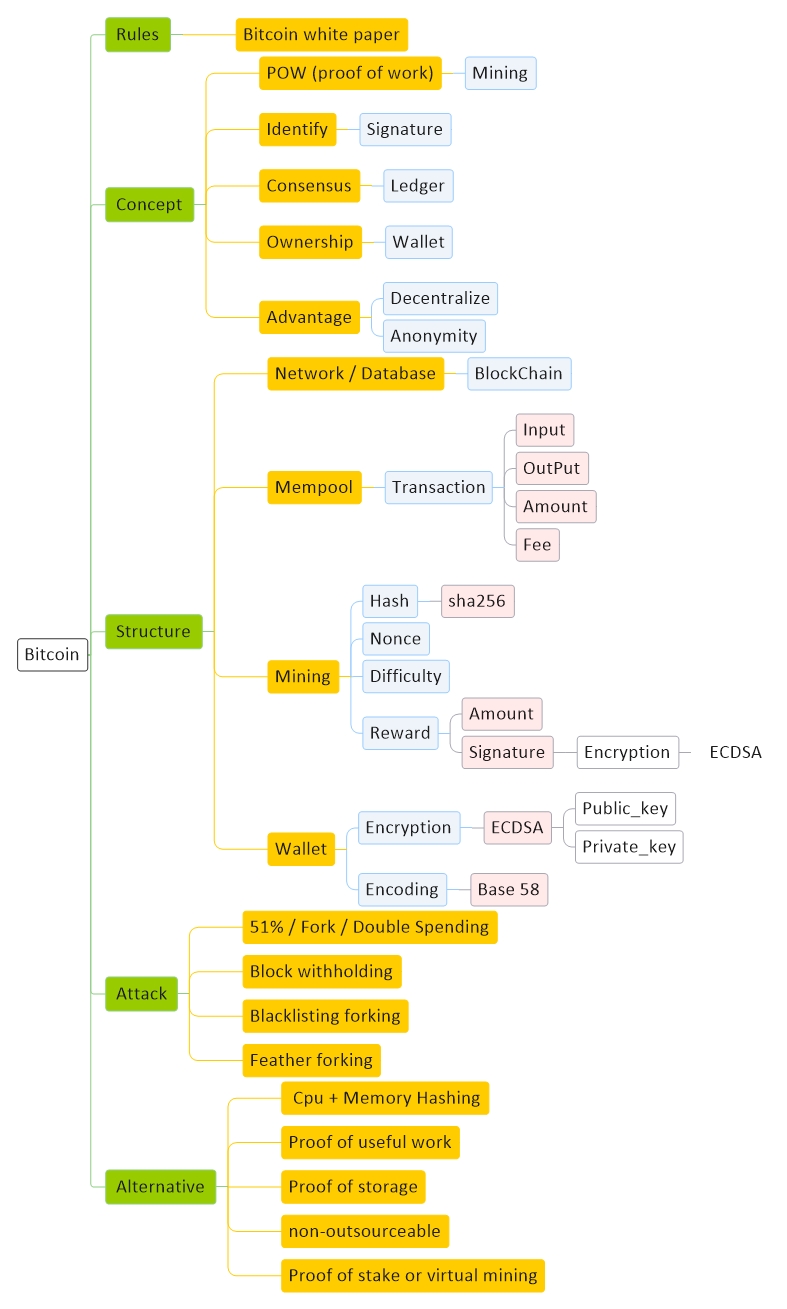 Rules
Bitcoin white paper
POW (proof of work)
Mining
Identify
Signature
Consensus
Ledger
Concept
Ownership
Wallet
Advantage
Decentralize
Anonymity
Network / Database
BlockChain
Input
OutPut
Mempool
Transaction
Amount
Fee
Hash
sha256
Structure
Nonce
Bitcoin
Mining
Difficulty
Reward
Amount
Signature
Encryption
ECDSA
Wallet
Encryption
ECDSA
Public_key
Private_key
Encoding
Base 58
51% / Fork / Double Spending
Block withholding
Attack
Blacklisting forking
Feather forking
Cpu + Memory Hashing
Proof of useful work
Alternative
Proof of storage
non-outsourceable
Proof of stake or virtual mining